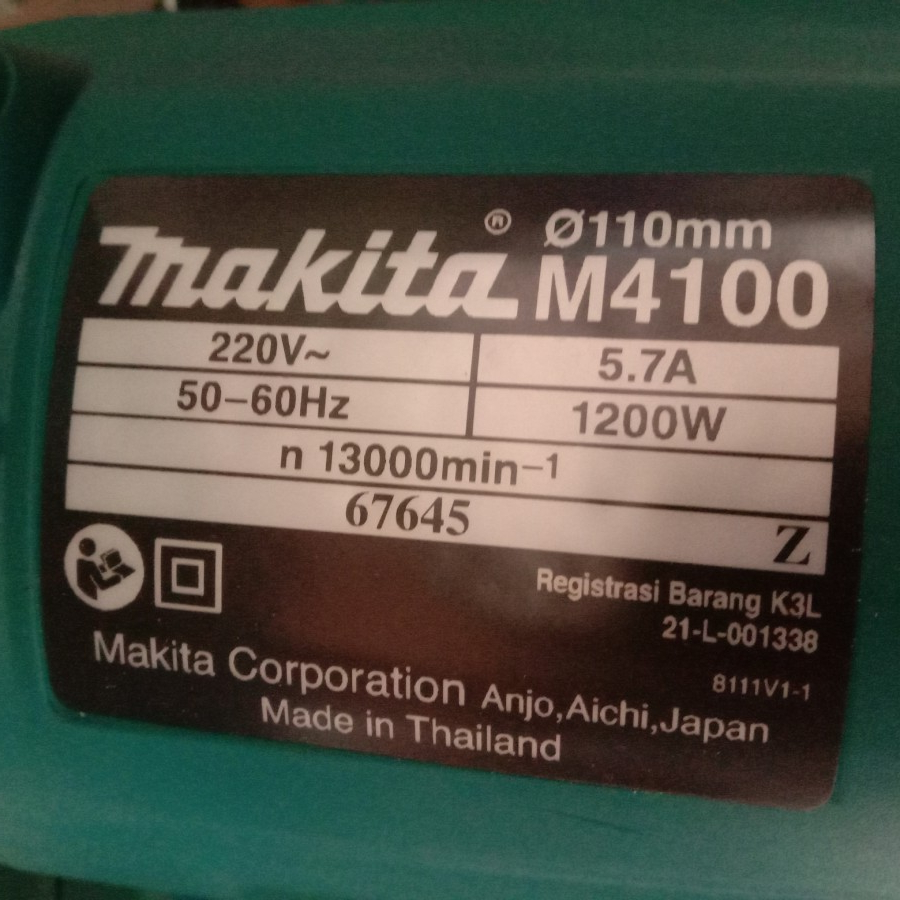 makita® Ø110mm
M4100
220V~ 5.7A
50-60Hz 1200W
n 13000min-1
67645 Z
Registrasi Barang K3L
21-L-001338
8111V1-1
Makita Corporation Anjo,Aichi,Japan
Made in Thailand